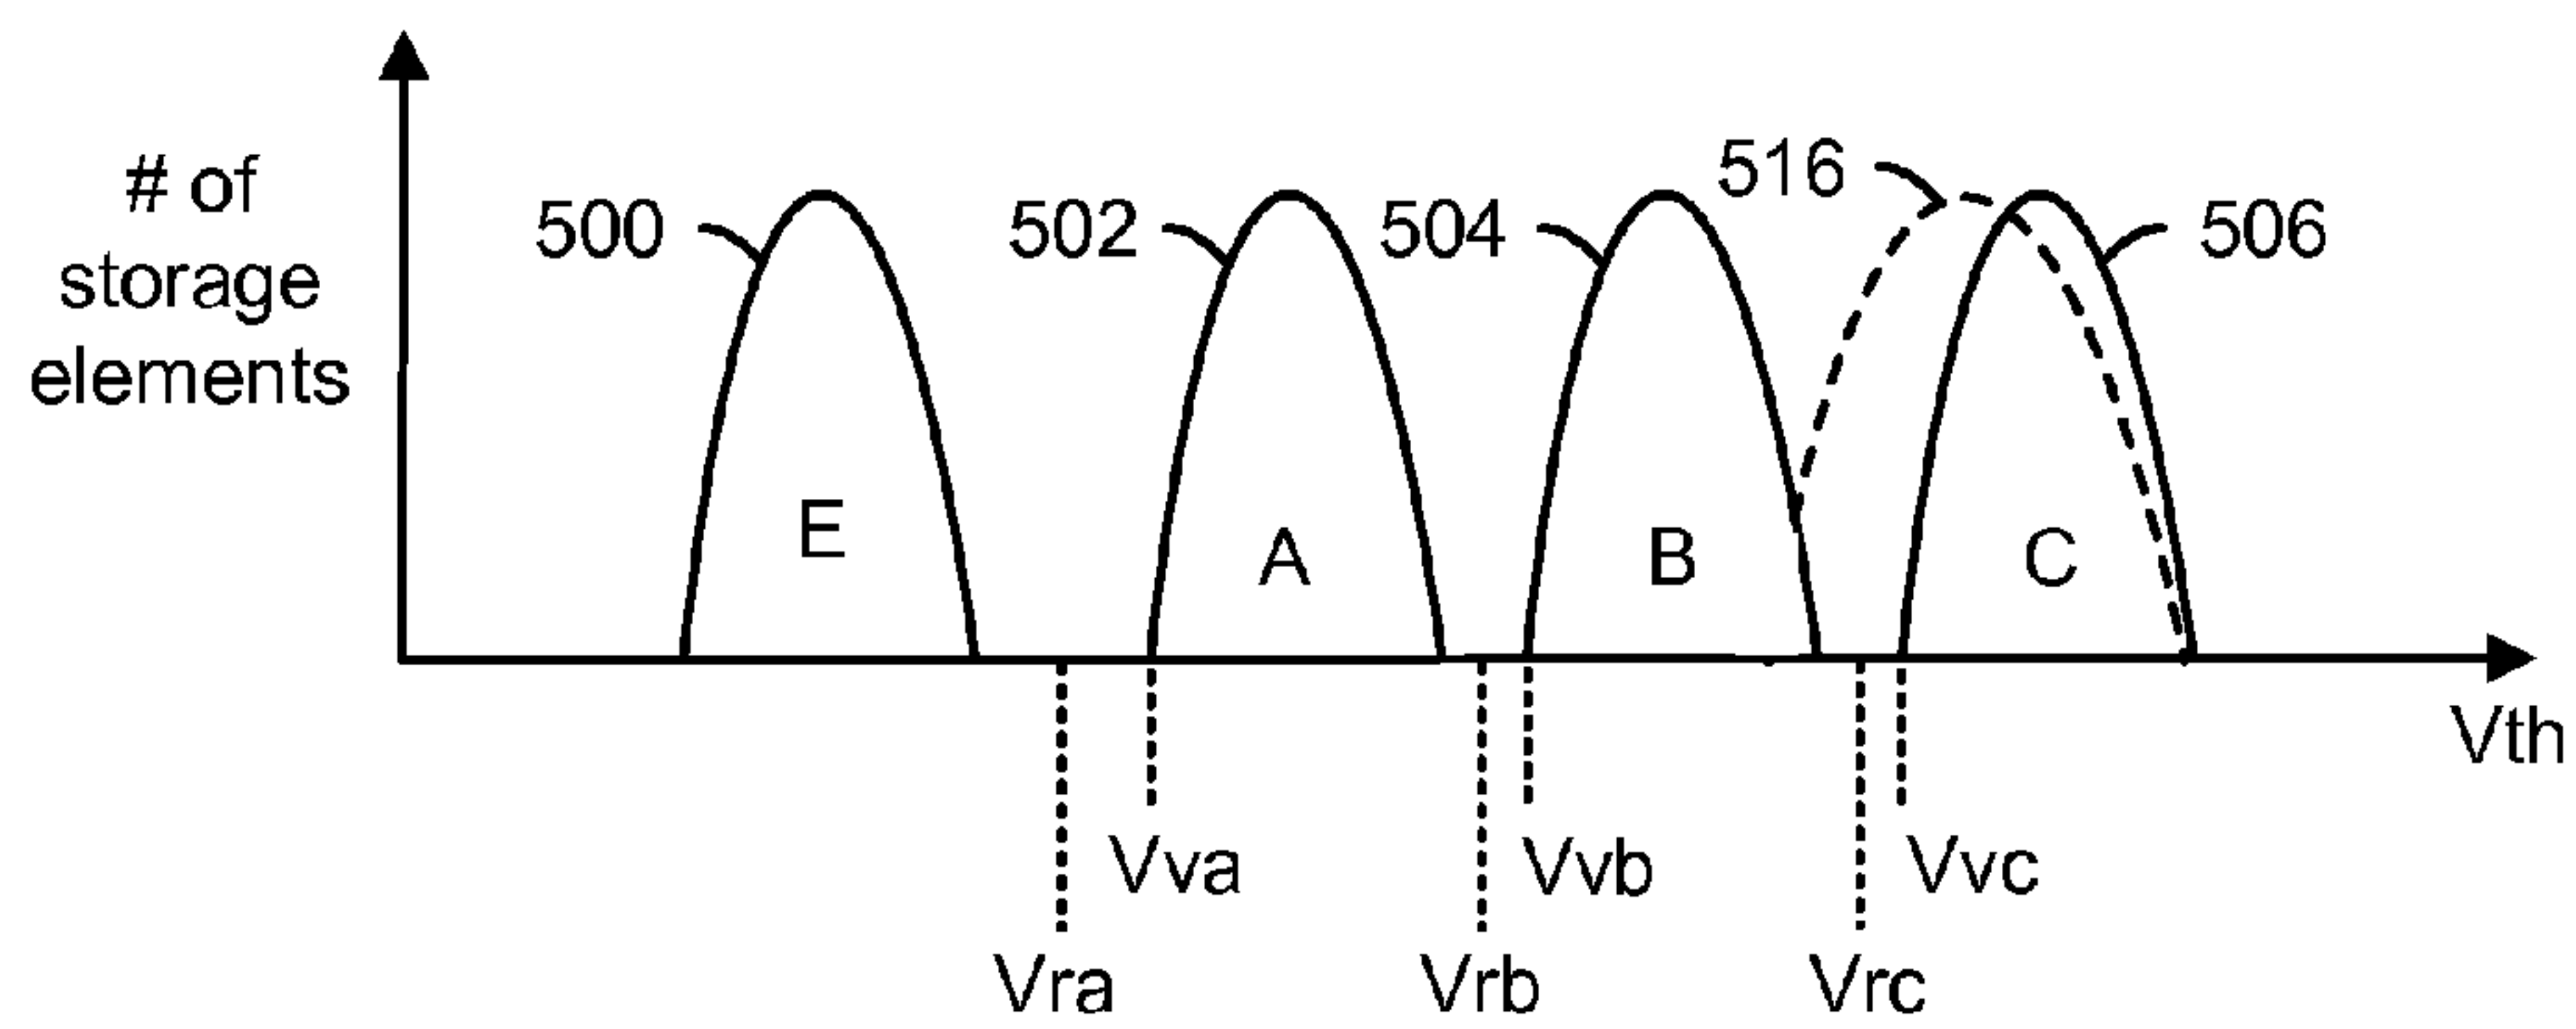 # of
storage
elements
500
502
504
516
506
E
A
B
C
Vth
Vva
Vvb
Vvc
Vra
Vrb
Vrc